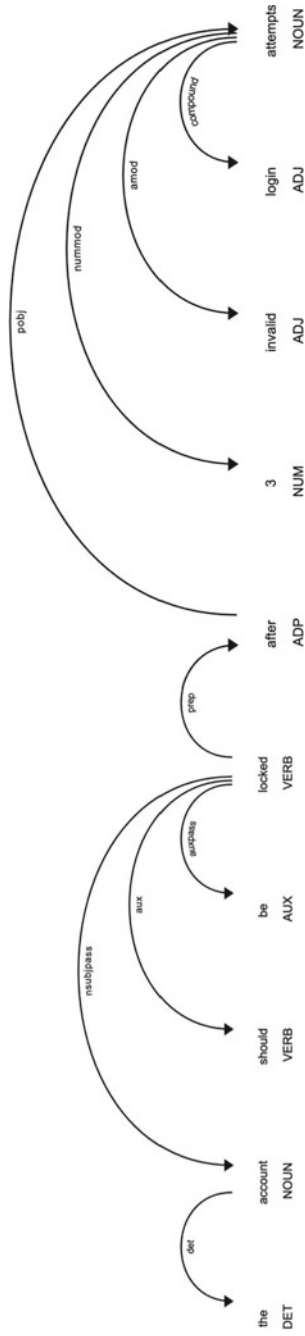 pobj
nummod
nsubjpass
amod
aux
det
auxpass
prep
compound
the account should be locked after 3 invalid login attempts
DET NOUN VERB AUX VERB ADP NUM ADJ ADJ NOUN